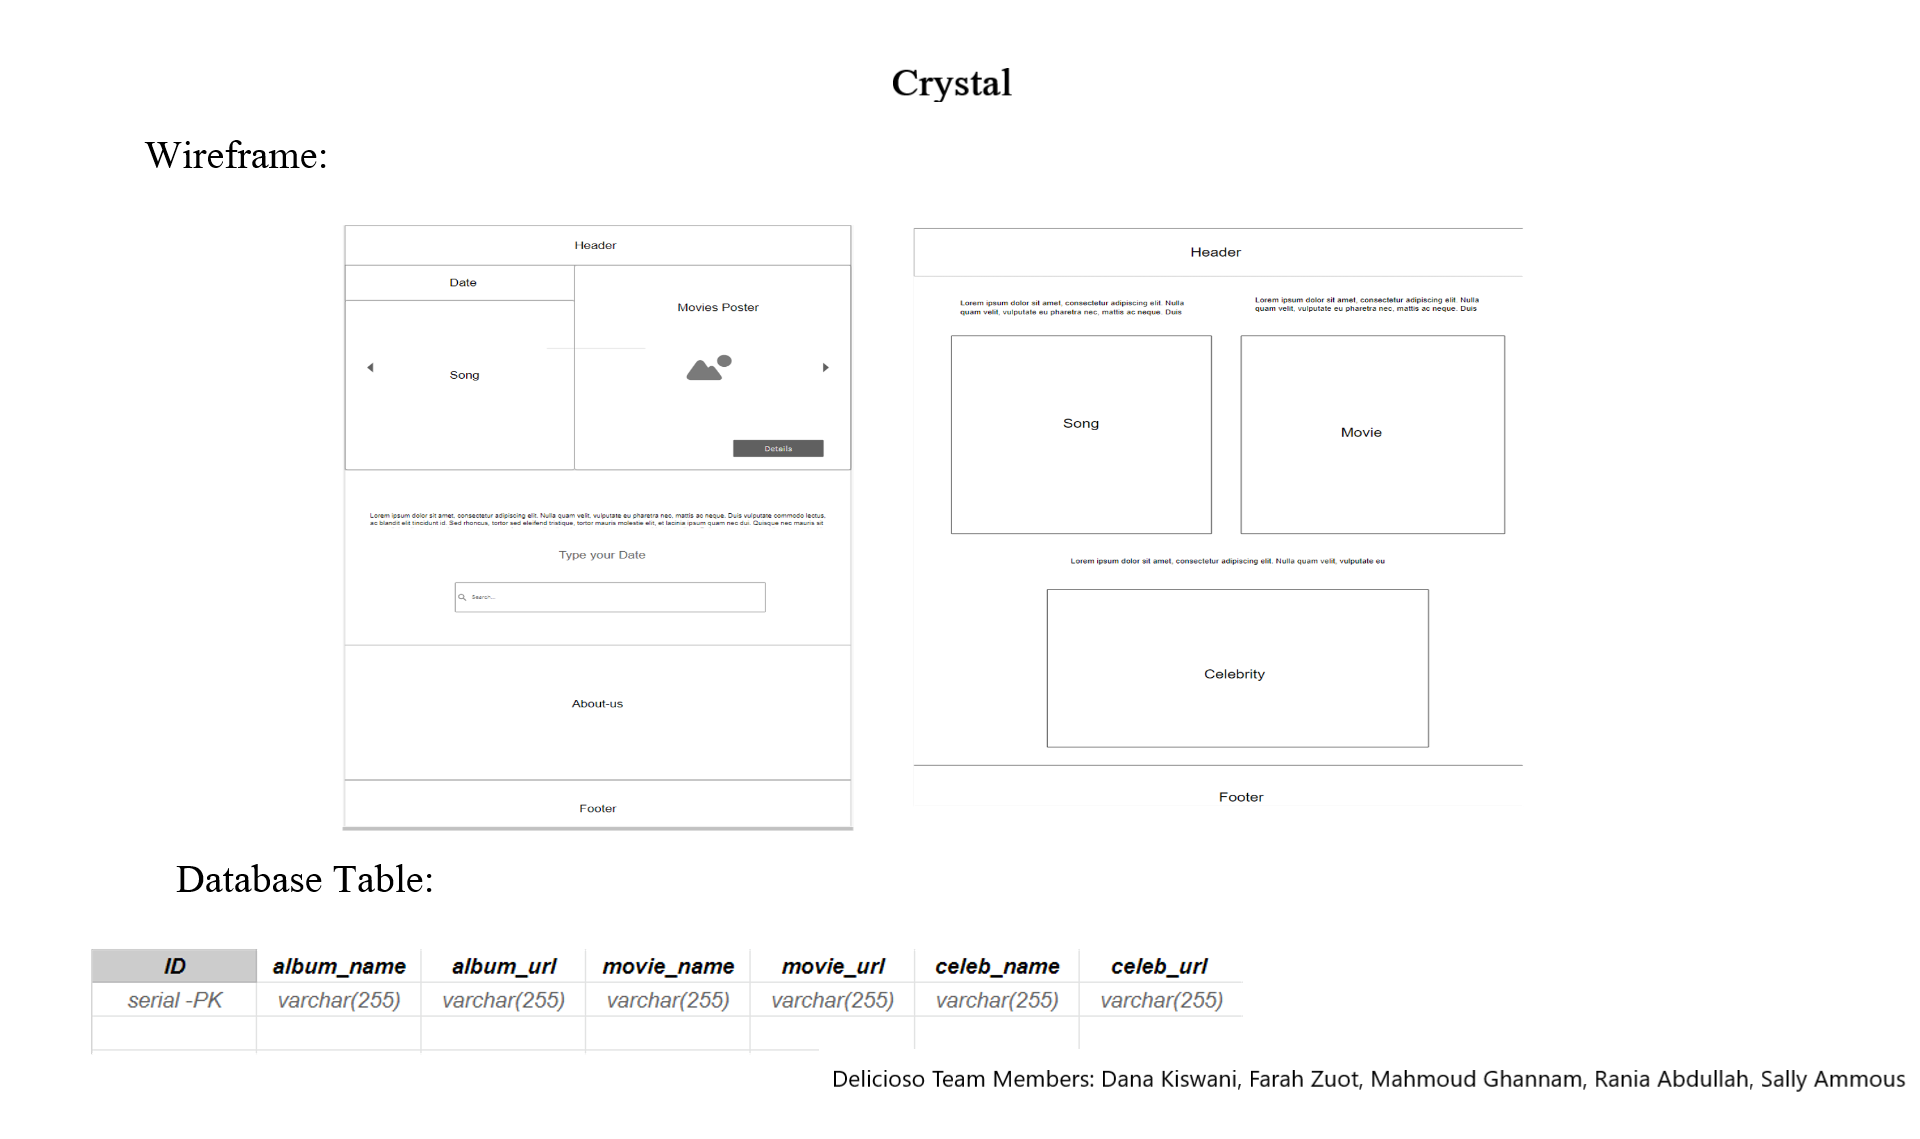 Crystal
Wireframe:
Header
Date
Movies Poster
Song
Details
Lorem ipsum dolor sit amet, consectetur adipiscing elit. Nulla quam velit, vulputate eu pharetra nec, mattis ac neque. Duis vulputate commodo lectus,
ac blandit elit tincidunt id. Sed rhoncus, tortor sed eleifend tristique, tortor mauris molestie elit, et lacinia ipsum quam nec dui. Quisque nec mauris sit
Type your Date
Search...
About-us
Footer
Header
Lorem ipsum dolor sit amet, consectetur adipiscing elit. Nulla
quam velit, vulputate eu pharetra nec, mattis ac neque. Duis
Lorem ipsum dolor sit amet, consectetur adipiscing elit. Nulla
quam velit, vulputate eu pharetra nec, mattis ac neque. Duis
Song
Movie
Lorem ipsum dolor sit amet, consectetur adipiscing elit. Nulla quam velit, vulputate eu
Celebrity
Footer
Database Table:
ID album_name album_url movie_name movie_url celeb_name celeb_url
serial -PK varchar(255) varchar(255) varchar(255) varchar(255) varchar(255) varchar(255)
Delicioso Team Members: Dana Kiswani, Farah Zuot, Mahmoud Ghannam, Rania Abdullah, Sally Ammous